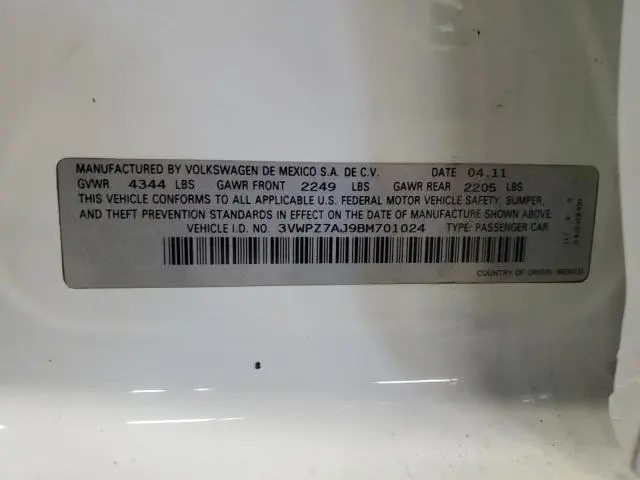 MANUFACTURED BY VOLKSWAGEN DE MEXICO S.A. DE C.V. DATE 04.11
GVWR 4344 LBS GAWR FRONT 2249 LBS GAWR REAR 2205 LBS
THIS VEHICLE CONFORMS TO ALL APPLICABLE U.S. FEDERAL MOTOR VEHICLE SAFETY, BUMPER,
AND THEFT PREVENTION STANDARDS IN EFFECT ON THE DATE OF MANUFACTURE SHOWN ABOVE.
VEHICLE I.D. NO. 3VWPZ7AJ9BM701024 TYPE: PASSENGER CAR
COUNTRY OF ORIGIN: MEXICO